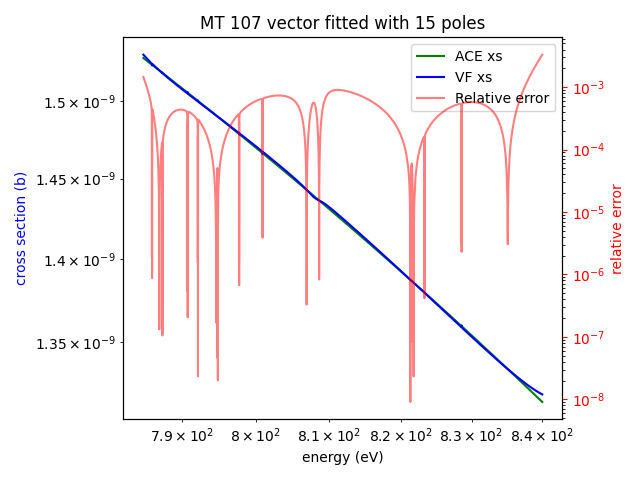 MT 107 vector fitted with 15 poles
ACE xs
VF xs
Relative error
cross section (b)
1.5 × 10⁻⁹
1.45 × 10⁻⁹
1.4 × 10⁻⁹
1.35 × 10⁻⁹
10⁻³
10⁻⁴
10⁻⁵
10⁻⁶
10⁻⁷
10⁻⁸
relative error
7.9 × 10² 8 × 10² 8.1 × 10² 8.2 × 10² 8.3 × 10² 8.4 × 10²
energy (eV)